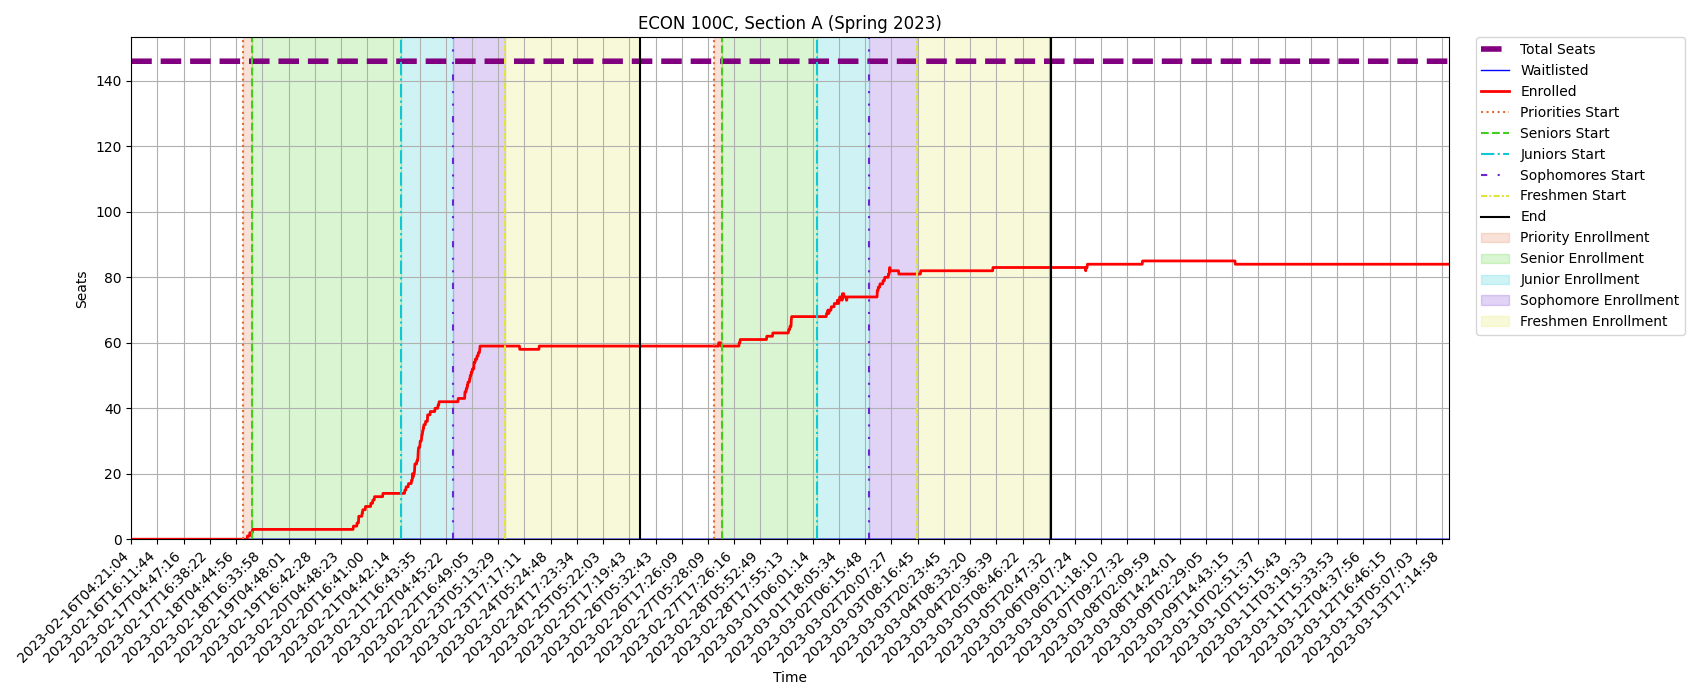 ECON 100C, Section A (Spring 2023)
Seats
140
120
100
80
60
40
20
0
2023-02-16T04:21:04
2023-02-16T16:11:44
2023-02-17T04:47:16
2023-02-17T16:38:22
2023-02-18T04:44:56
2023-02-18T16:33:58
2023-02-19T04:48:01
2023-02-19T16:42:28
2023-02-20T04:48:23
2023-02-20T16:41:00
2023-02-21T04:42:14
2023-02-21T16:43:35
2023-02-22T04:45:22
2023-02-22T16:49:05
2023-02-23T05:13:29
2023-02-23T17:17:11
2023-02-24T05:24:48
2023-02-24T17:23:34
2023-02-25T05:22:03
2023-02-25T17:19:43
2023-02-26T05:32:43
2023-02-26T17:26:09
2023-02-27T05:28:09
2023-02-27T17:26:16
2023-02-28T05:52:49
2023-02-28T17:55:13
2023-03-01T06:01:14
2023-03-01T18:05:34
2023-03-02T06:15:48
2023-03-02T20:07:27
2023-03-03T08:16:45
2023-03-03T20:23:45
2023-03-04T08:33:20
2023-03-04T20:36:39
2023-03-05T08:46:22
2023-03-05T20:47:32
2023-03-06T09:07:24
2023-03-06T21:18:10
2023-03-07T09:27:32
2023-03-08T02:09:59
2023-03-08T14:24:01
2023-03-09T02:29:05
2023-03-09T14:43:15
2023-03-10T02:51:37
2023-03-10T15:15:43
2023-03-11T03:19:33
2023-03-11T15:33:53
2023-03-12T04:37:56
2023-03-12T16:46:15
2023-03-13T05:07:03
2023-03-13T17:14:58
Time
Total Seats
Waitlisted
Enrolled
Priorities Start
Seniors Start
Juniors Start
Sophomores Start
Freshmen Start
End
Priority Enrollment
Senior Enrollment
Junior Enrollment
Sophomore Enrollment
Freshmen Enrollment